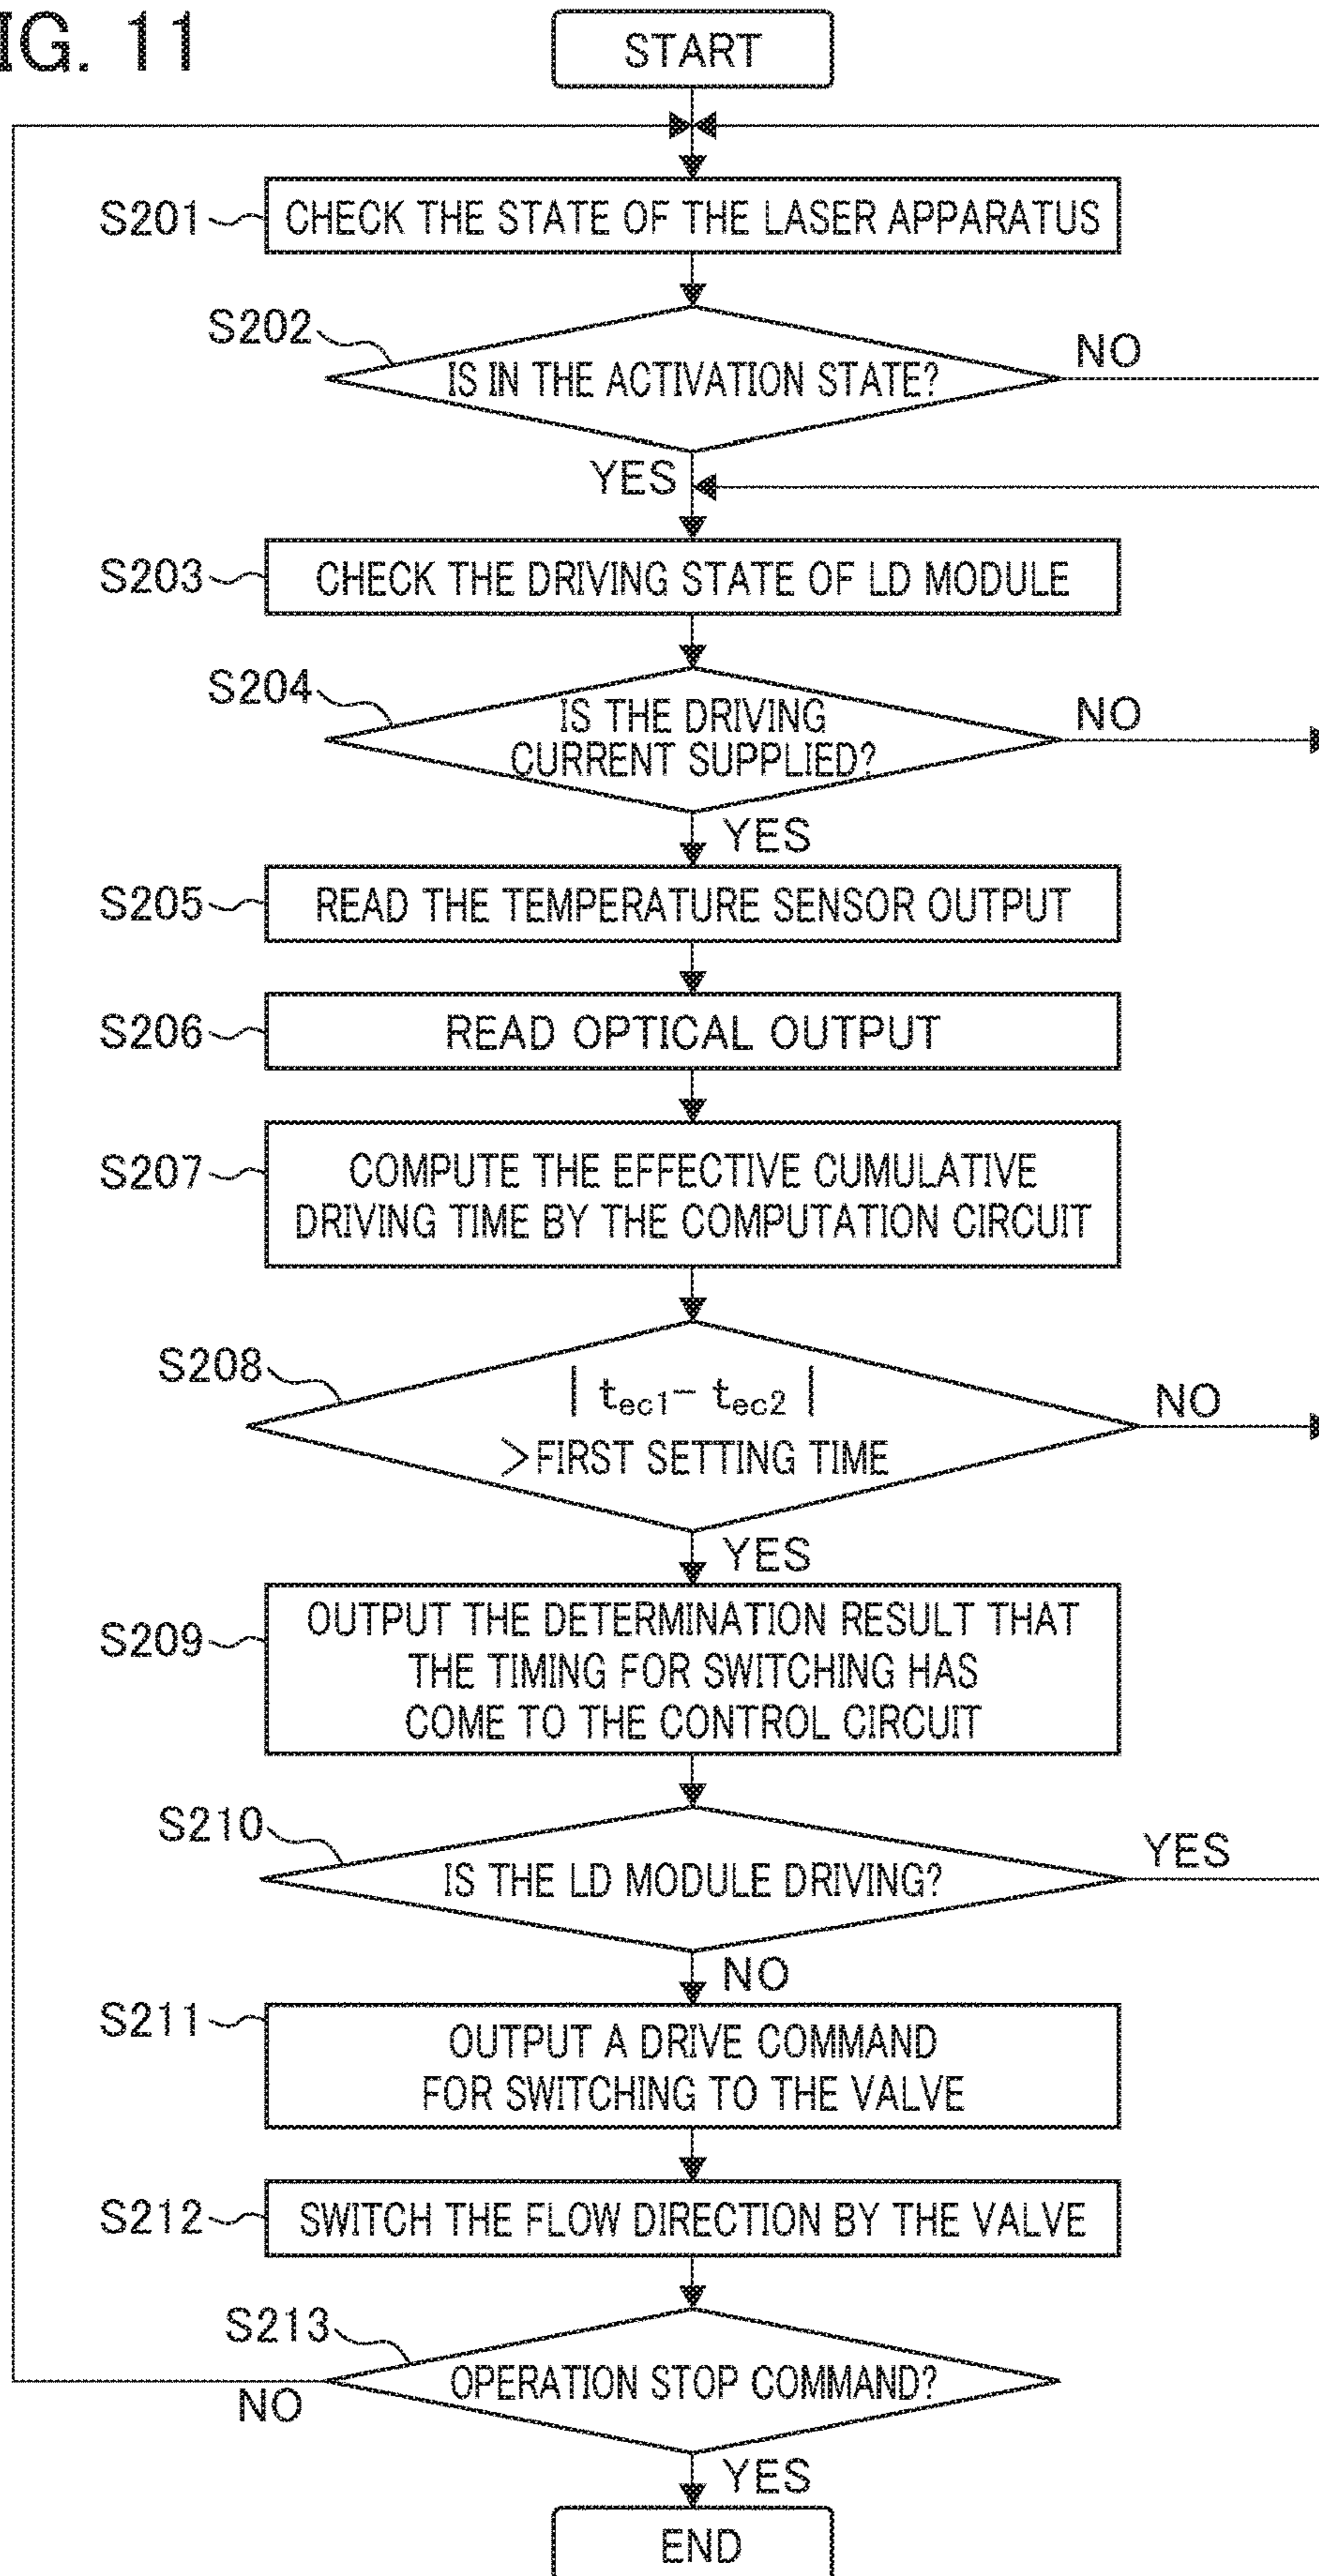 IG. 11
START
S201
CHECK THE STATE OF THE LASER APPARATUS
S202
IS IN THE ACTIVATION STATE?
NO
YES
S203
CHECK THE DRIVING STATE OF LD MODULE
S204
IS THE DRIVING
CURRENT SUPPLIED?
NO
YES
S205
READ THE TEMPERATURE SENSOR OUTPUT
S206
READ OPTICAL OUTPUT
S207
COMPUTE THE EFFECTIVE CUMULATIVE
DRIVING TIME BY THE COMPUTATION CIRCUIT
S208
| tec1 − tec2 |
>FIRST SETTING TIME
NO
YES
S209
OUTPUT THE DETERMINATION RESULT THAT
THE TIMING FOR SWITCHING HAS
COME TO THE CONTROL CIRCUIT
S210
IS THE LD MODULE DRIVING?
YES
NO
S211
OUTPUT A DRIVE COMMAND
FOR SWITCHING TO THE VALVE
S212
SWITCH THE FLOW DIRECTION BY THE VALVE
S213
OPERATION STOP COMMAND?
NO
YES
END